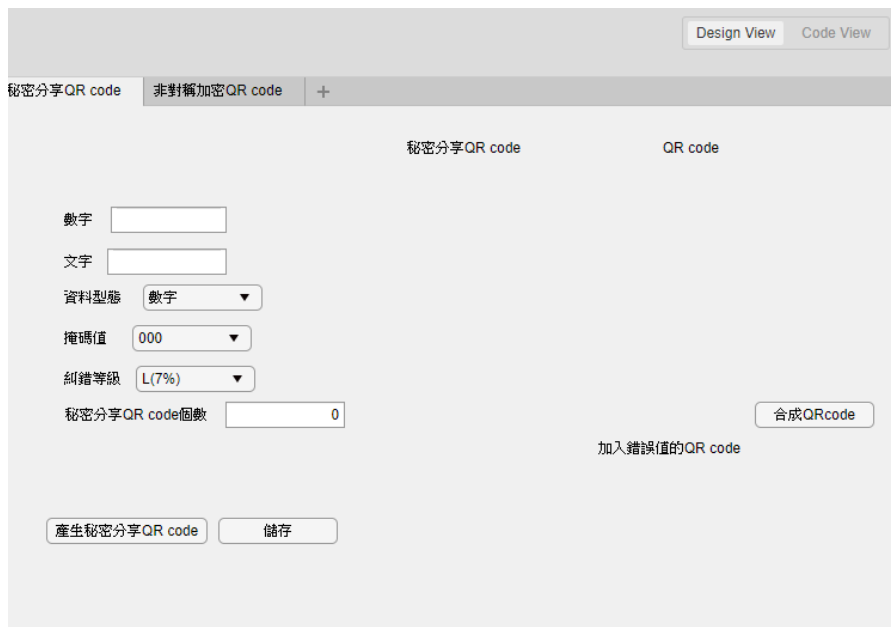 Design View Code View
秘密分享QR code 非對稱加密QR code +
秘密分享QR code QR code
數字
文字
資料型態 數字
掩碼值 000
糾錯等級 L(7%)
秘密分享QR code個數 0
合成QRcode
加入錯誤值的QR code
產生秘密分享QR code 儲存